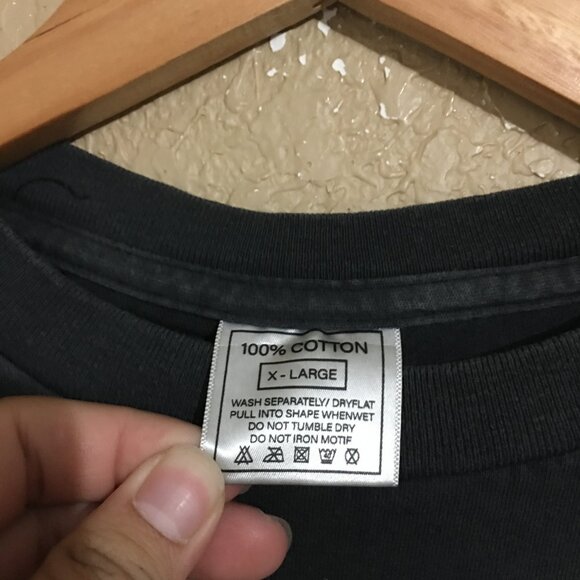 100% COTTON
X - LARGE
WASH SEPARATELY/ DRYFLAT
PULL INTO SHAPE WHENWET
DO NOT TUMBLE DRY
DO NOT IRON MOTIF